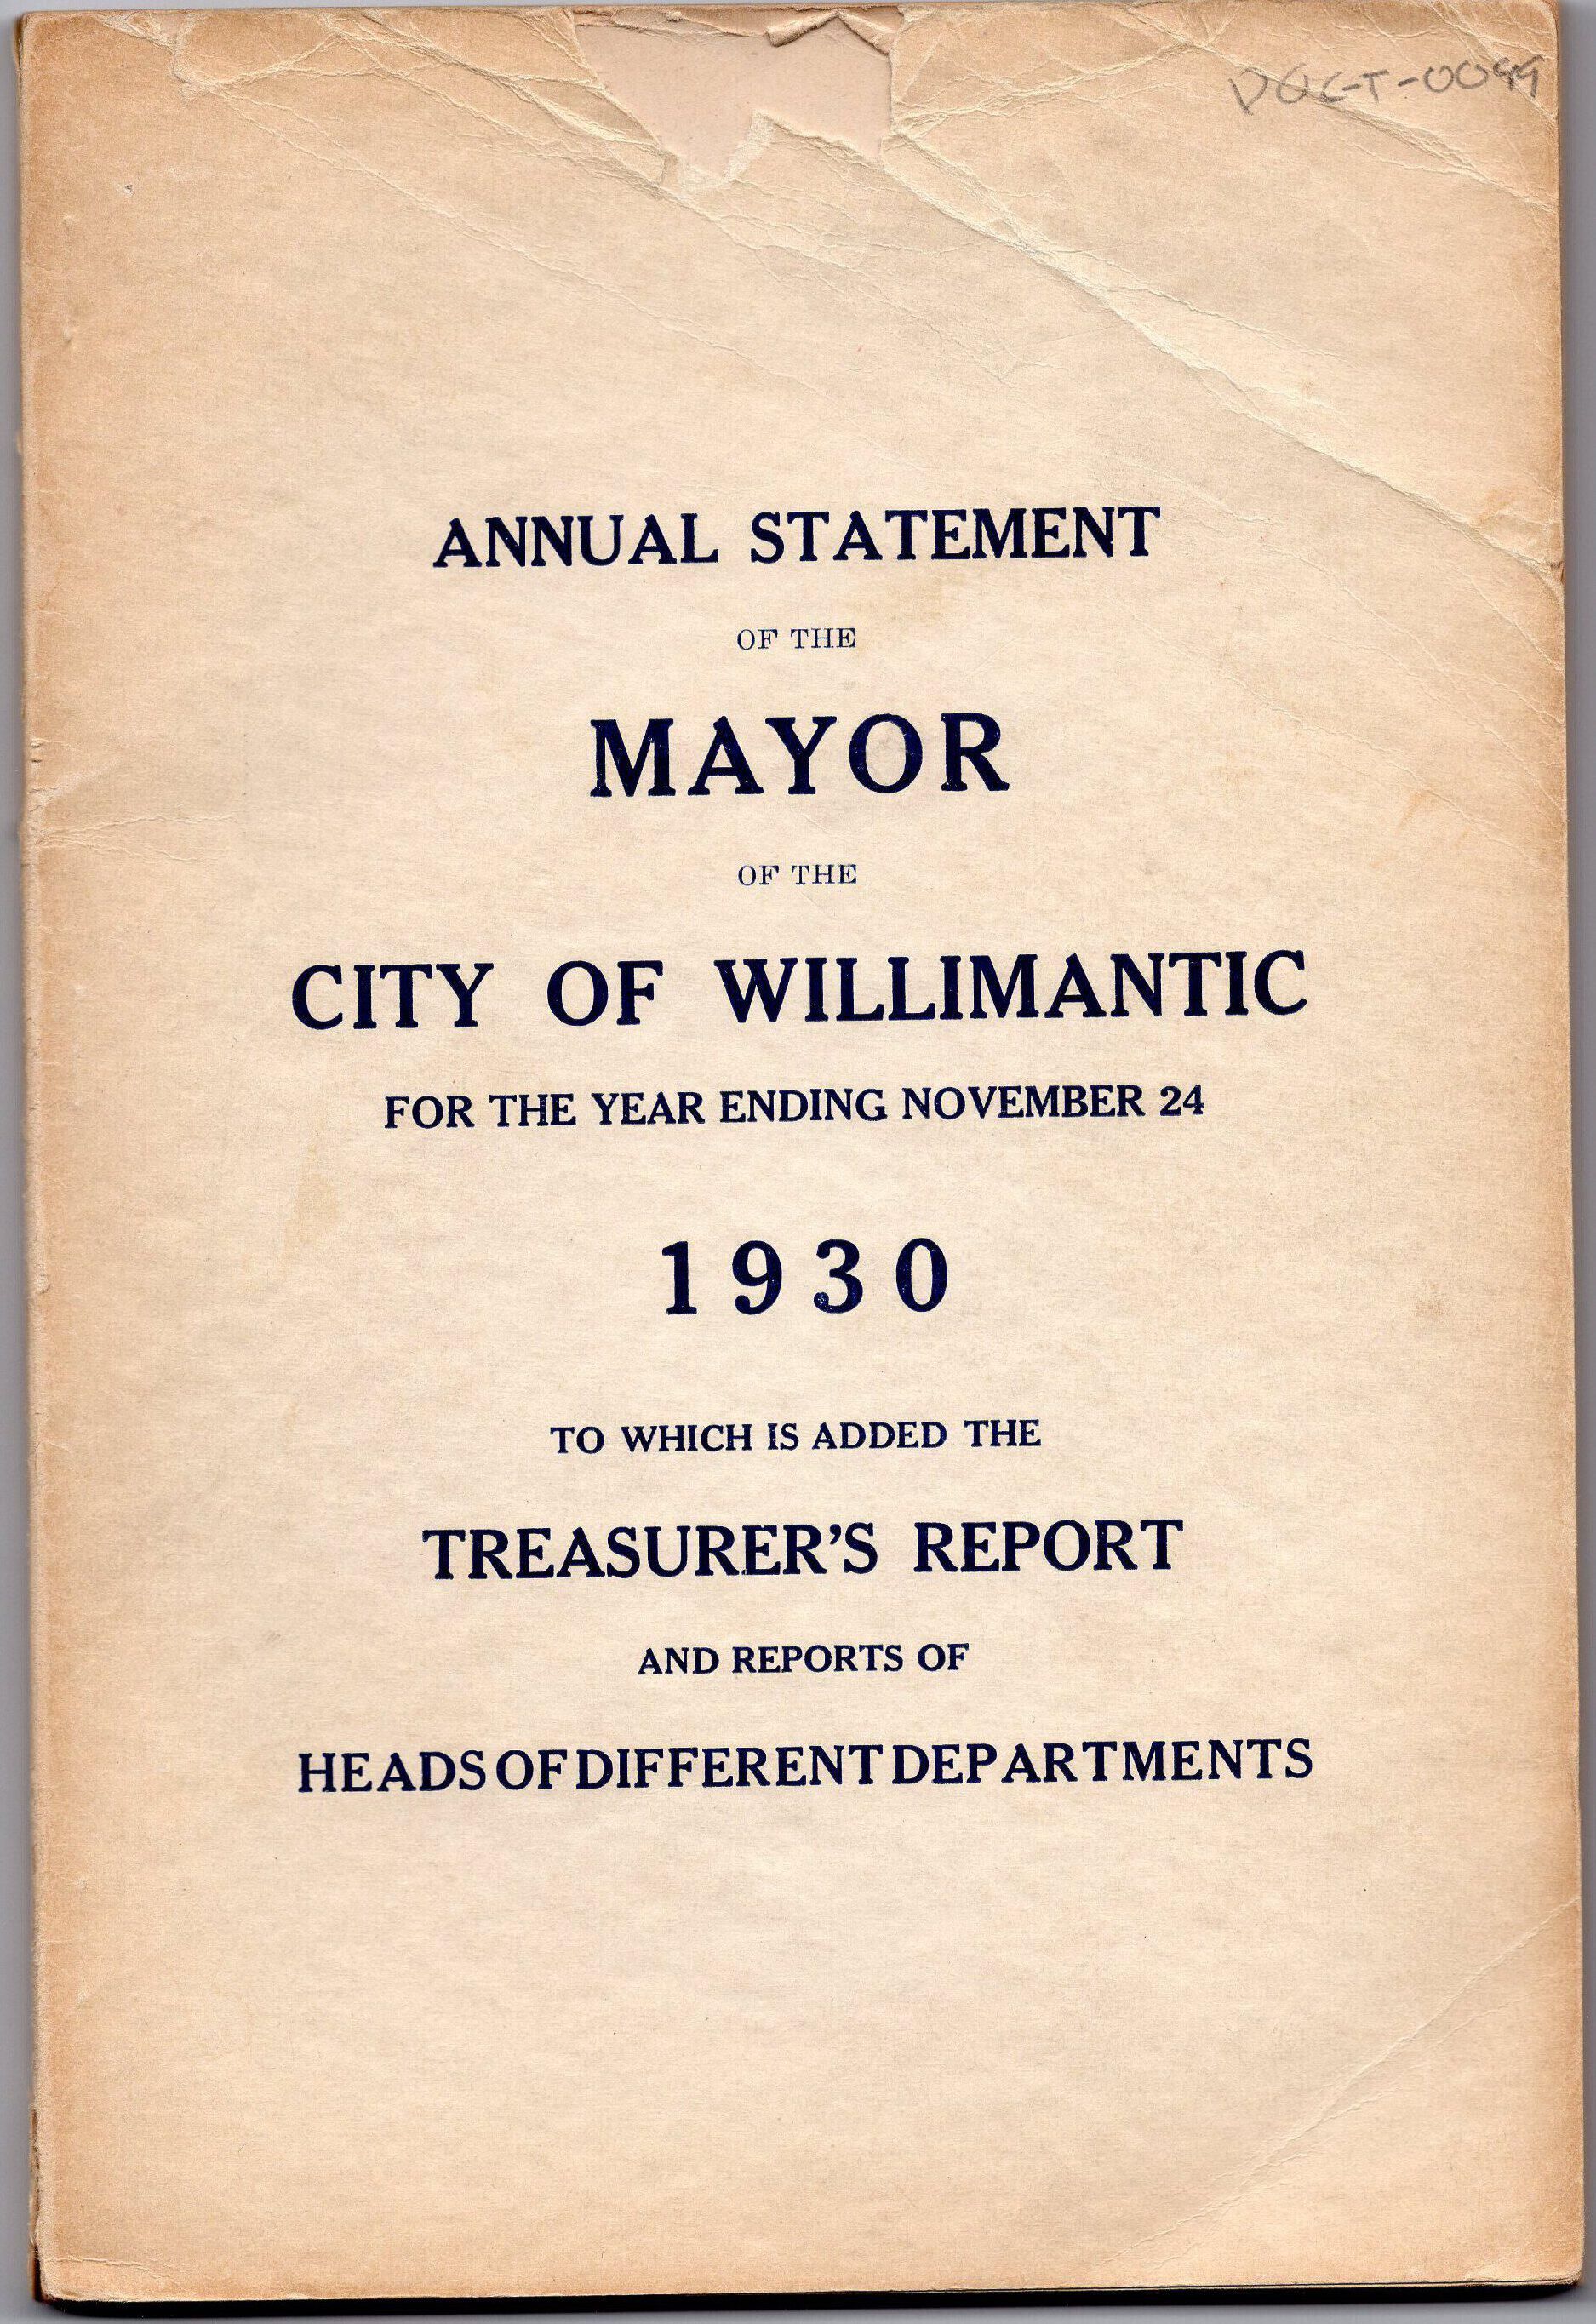 DOC-T-0099
ANNUAL STATEMENT
OF THE
MAYOR
OF THE
CITY OF WILLIMANTIC
FOR THE YEAR ENDING NOVEMBER 24
1930
TO WHICH IS ADDED THE
TREASURER'S REPORT
AND REPORTS OF
HEADS OF DIFFERENT DEPARTMENTS